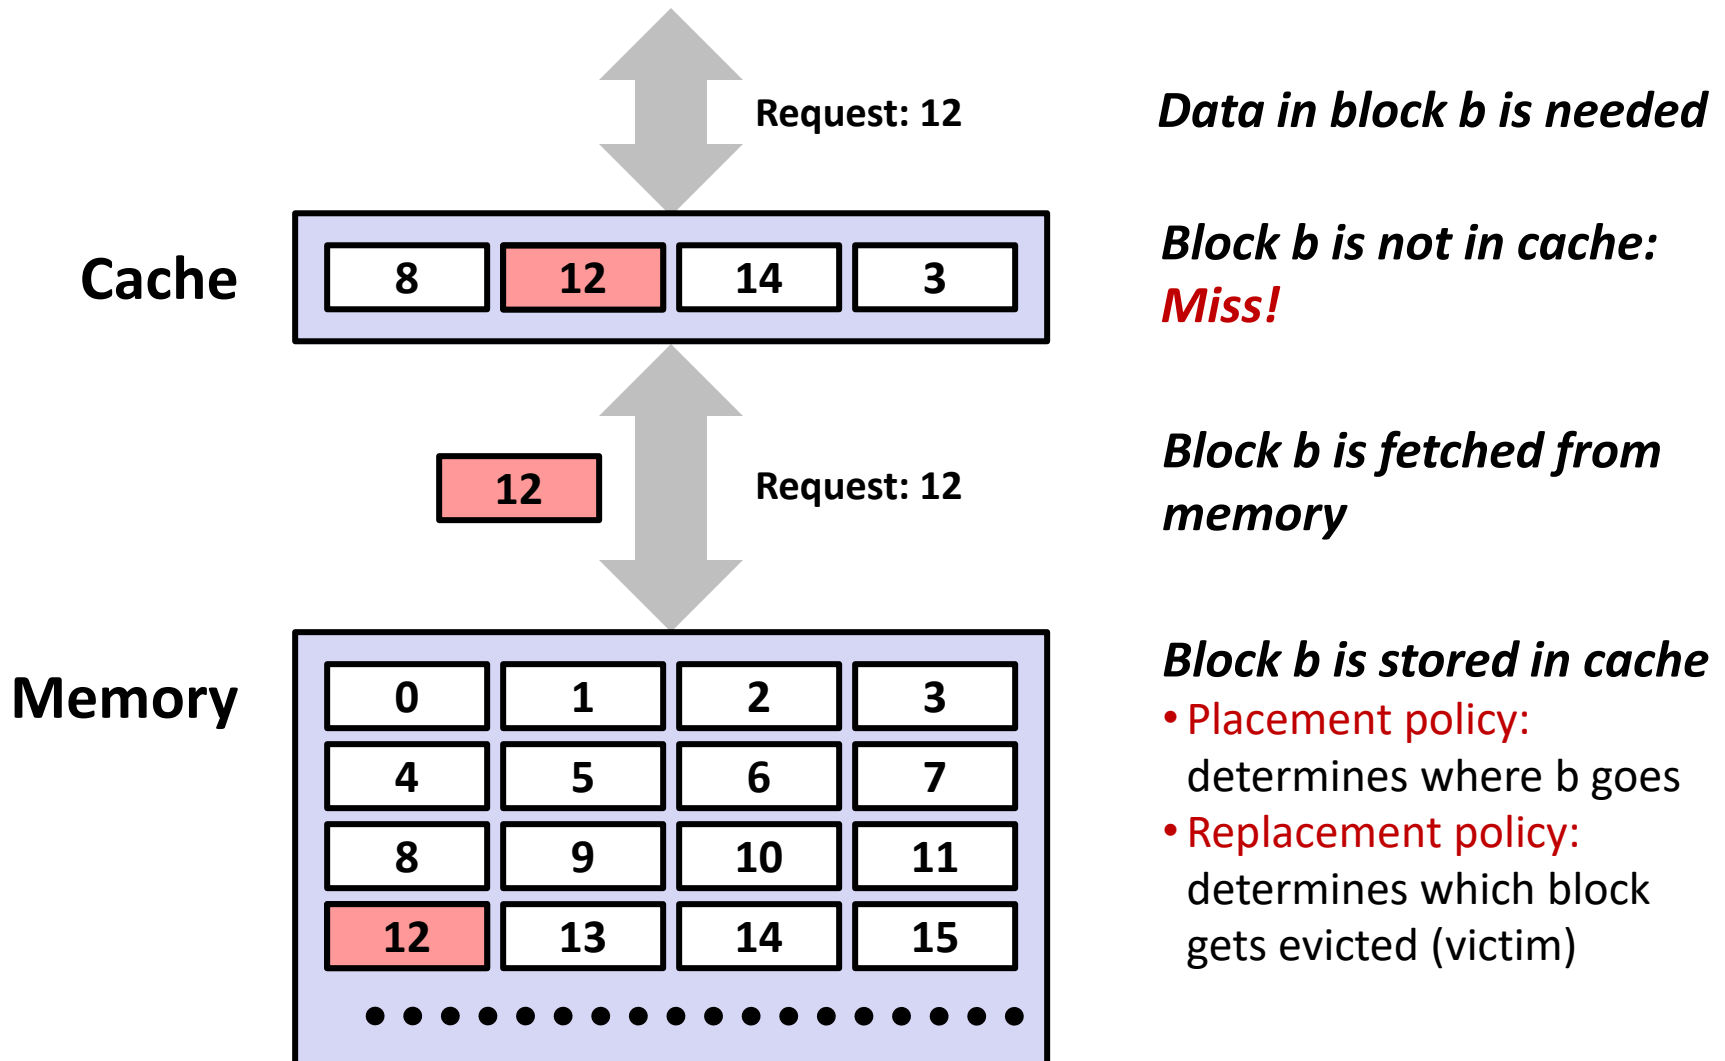 Request: 12
Data in block b is needed
Cache
8 12 14 3
Block b is not in cache:
Miss!
12
Request: 12
Block b is fetched from
memory
Memory
0 1 2 3
4 5 6 7
8 9 10 11
12 13 14 15
Block b is stored in cache
• Placement policy:
determines where b goes
• Replacement policy:
determines which block
gets evicted (victim)